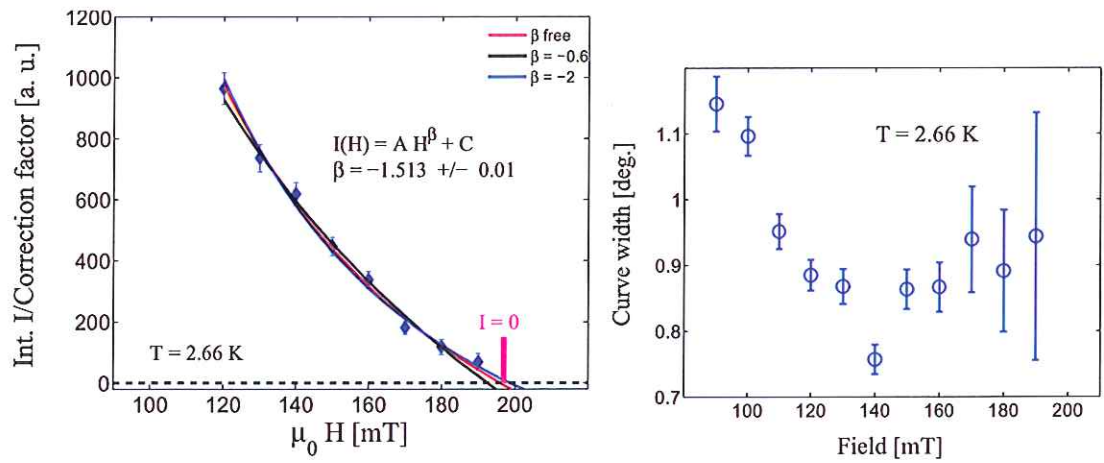 1200
1000
800
600
400
200
0
Int. I/Correction factor [a. u.]
β free
β = −0.6
β = −2
I(H) = A H^β + C
β = −1.513 +/− 0.01
I = 0
T = 2.66 K
100 120 140 160 180 200
μ₀ H [mT]
1.1
1
0.9
0.8
0.7
Curve width [deg.]
T = 2.66 K
100 120 140 160 180 200
Field [mT]